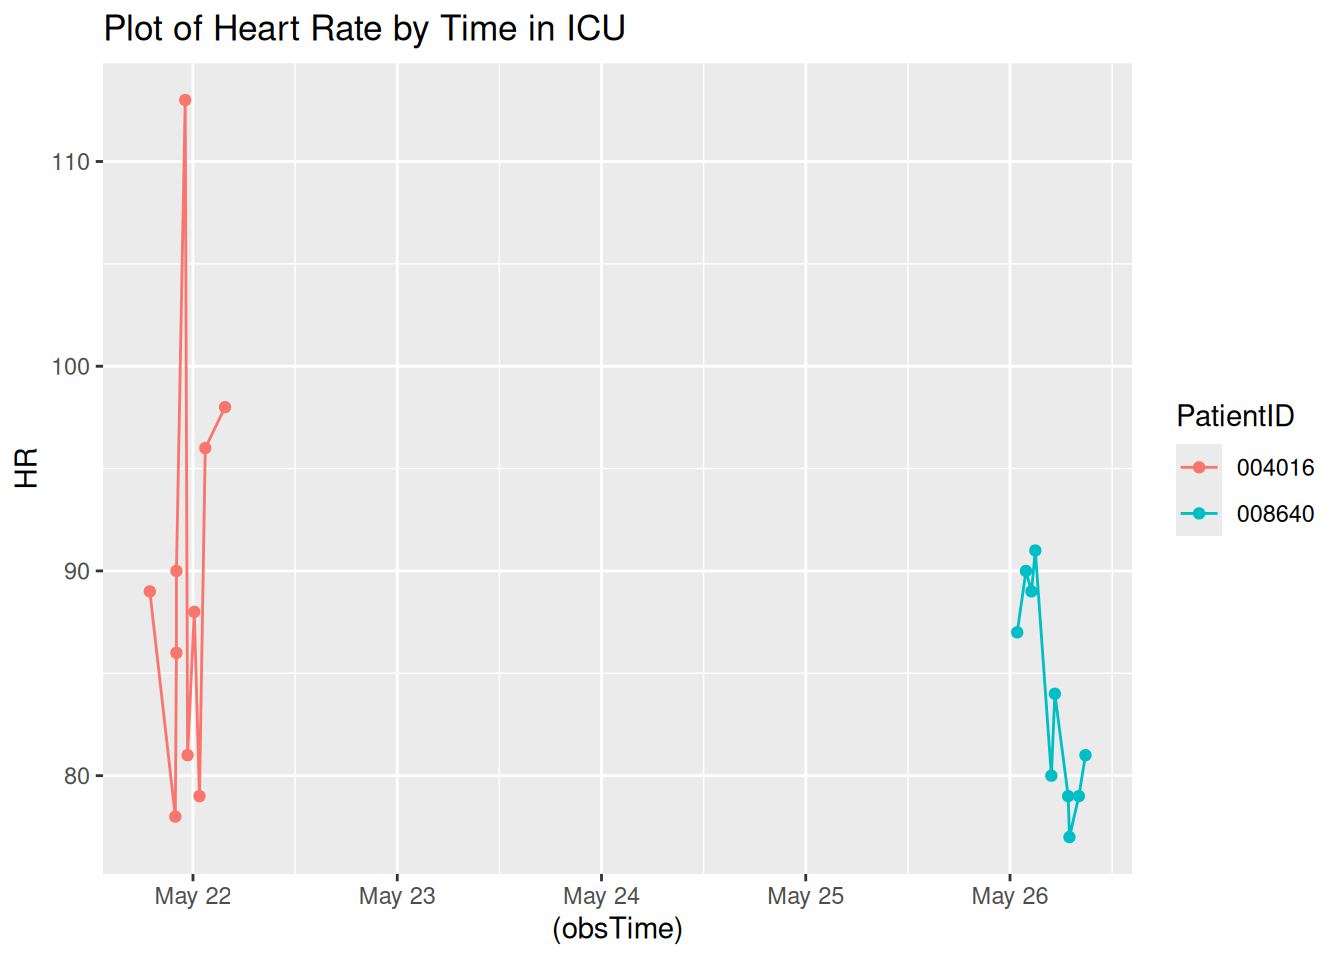 Plot of Heart Rate by Time in ICU
110
100
90
80
HR
May 22
May 23
May 24
May 25
May 26
(obsTime)
PatientID
004016
008640